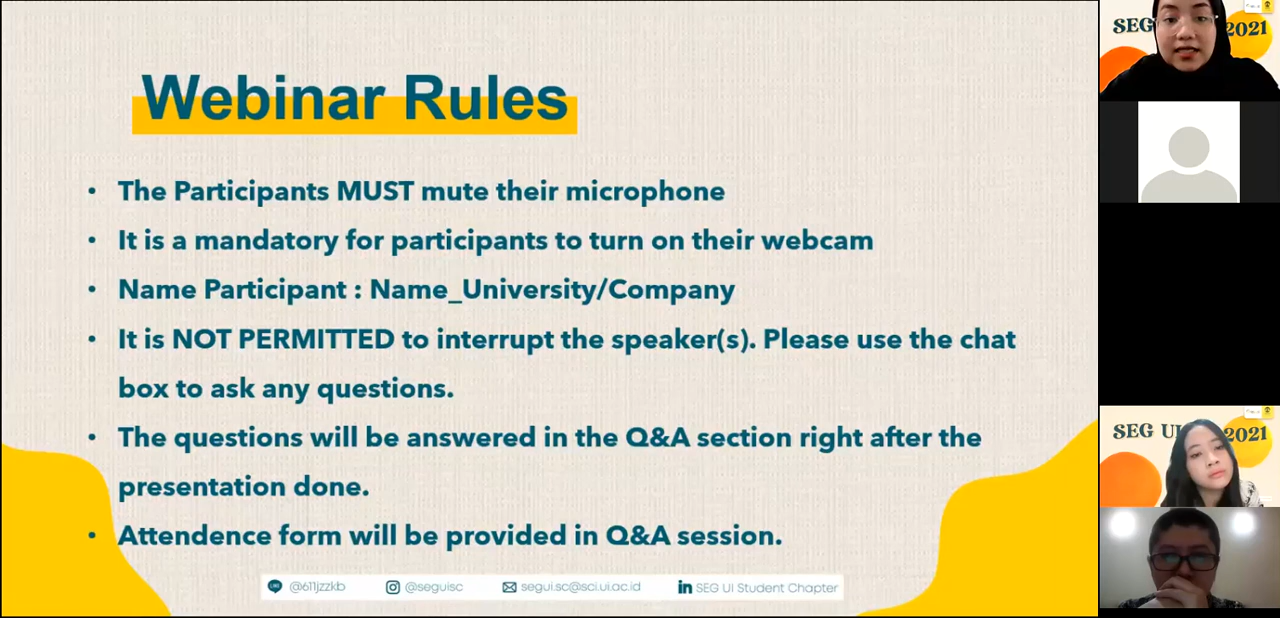 Webinar Rules
• The Participants MUST mute their microphone
• It is a mandatory for participants to turn on their webcam
• Name Participant : Name_University/Company
• It is NOT PERMITTED to interrupt the speaker(s). Please use the chat
box to ask any questions.
• The questions will be answered in the Q&A section right after the
presentation done.
• Attendence form will be provided in Q&A session.
@611jzzkb @seguisc segui.sc@sci.ui.ac.id in SEG UI Student Chapter
SEG 2021
SEG UI 2021